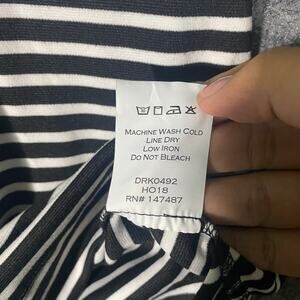 MACHINE WASH COLD
LINE DRY
LOW IRON
DO NOT BLEACH
DRK0492
HO18
RN# 147487